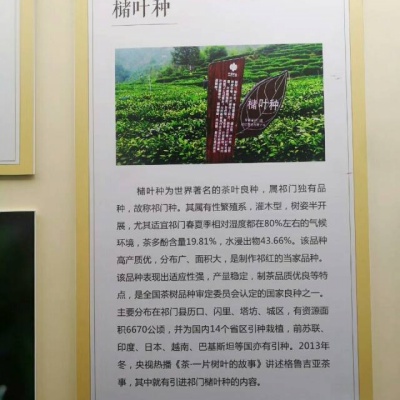 槠叶种
槠叶种
槠叶种为世界著名的茶叶良种，属祁门独有品
种，故称祁门种。其属有性繁殖系，灌木型，树姿半开
展，尤其适宜祁门春夏季相对湿度都在80%左右的气候
环境，茶多酚含量19.81%，水浸出物43.66%。该品种
高产质优，分布广、面积大，是制作祁红的当家品种。
该品种表现出适应性强，产量稳定，制茶品质优良等特
点，是全国茶树品种审定委员会认定的国家良种之一。
主要分布在祁门县历口、闪里、塔坊、城区，有资源面
积6670公顷，并为国内14个省区引种栽植，前苏联、
印度、日本、越南、巴基斯坦等国亦有引种。2013年
冬，央视热播《茶·一片树叶的故事》讲述格鲁吉亚茶
事，其中就有引进祁门槠叶种的内容。